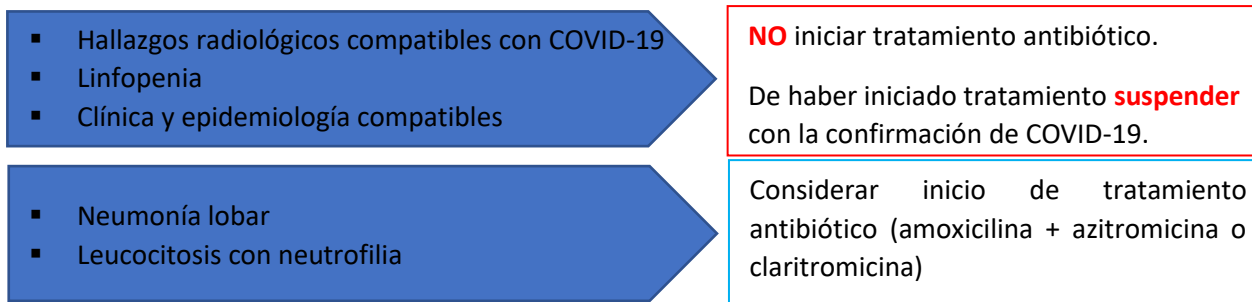 ▪ Hallazgos radiológicos compatibles con COVID-19
▪ Linfopenia
▪ Clínica y epidemiología compatibles
NO iniciar tratamiento antibiótico.
De haber iniciado tratamiento suspender
con la confirmación de COVID-19.
▪ Neumonía lobar
▪ Leucocitosis con neutrofilia
Considerar inicio de tratamiento
antibiótico (amoxicilina + azitromicina o
claritromicina)